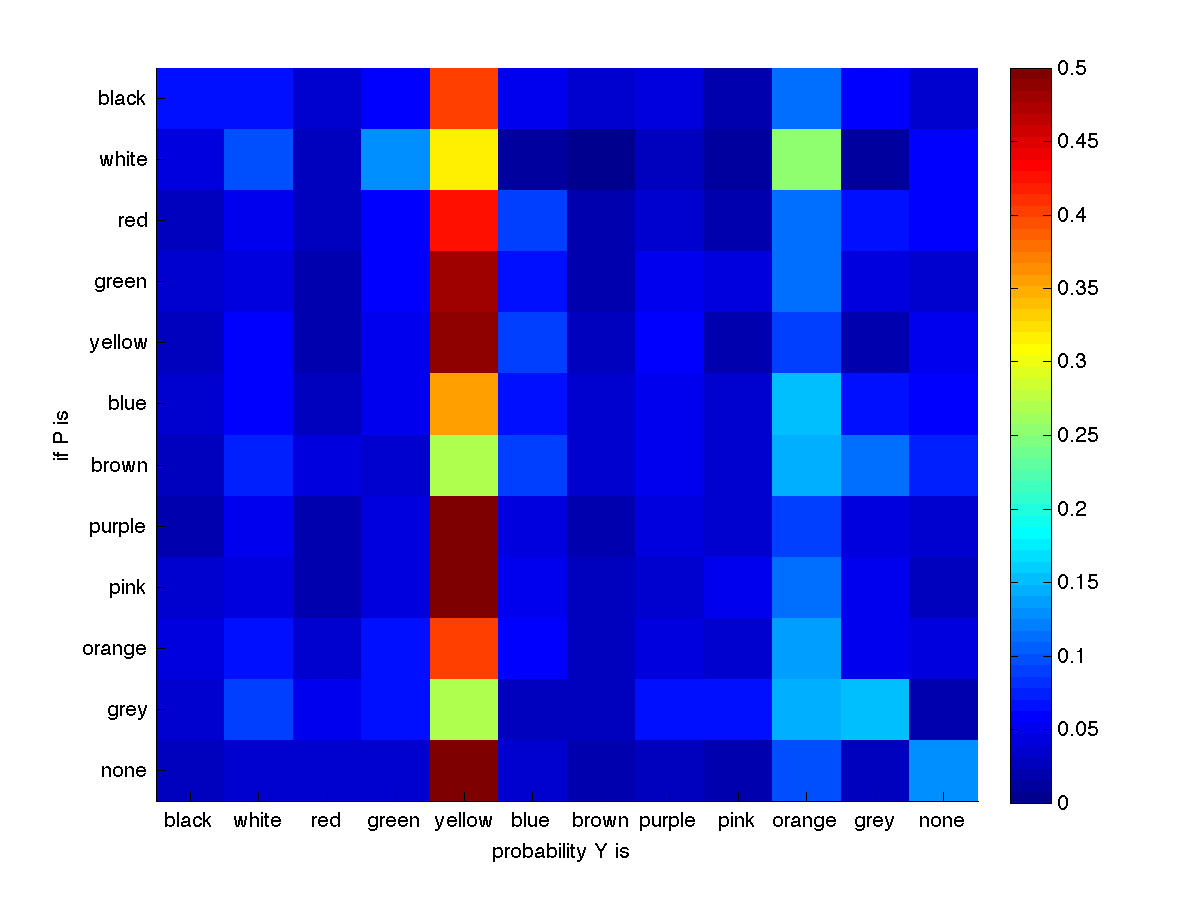 black
white
red
green
yellow
blue
brown
purple
pink
orange
grey
none
if P is
black white red green yellow blue brown purple pink orange grey none
probability Y is
0.5
0.45
0.4
0.35
0.3
0.25
0.2
0.15
0.1
0.05
0